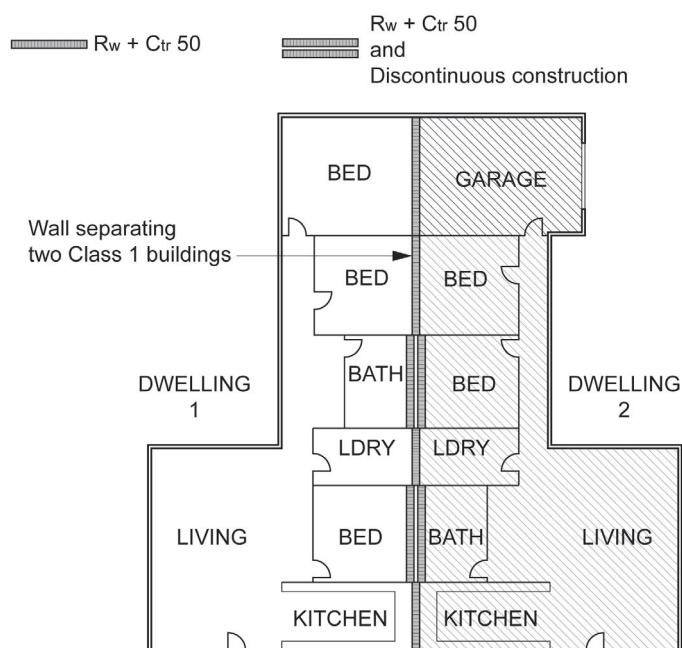 Rw + Ctr 50
Rw + Ctr 50
and
Discontinuous construction
BED
GARAGE
Wall separating
two Class 1 buildings
BED
BED
DWELLING
1
BATH
BED
DWELLING
2
LDRY
LDRY
LIVING
BED
BATH
LIVING
KITCHEN
KITCHEN